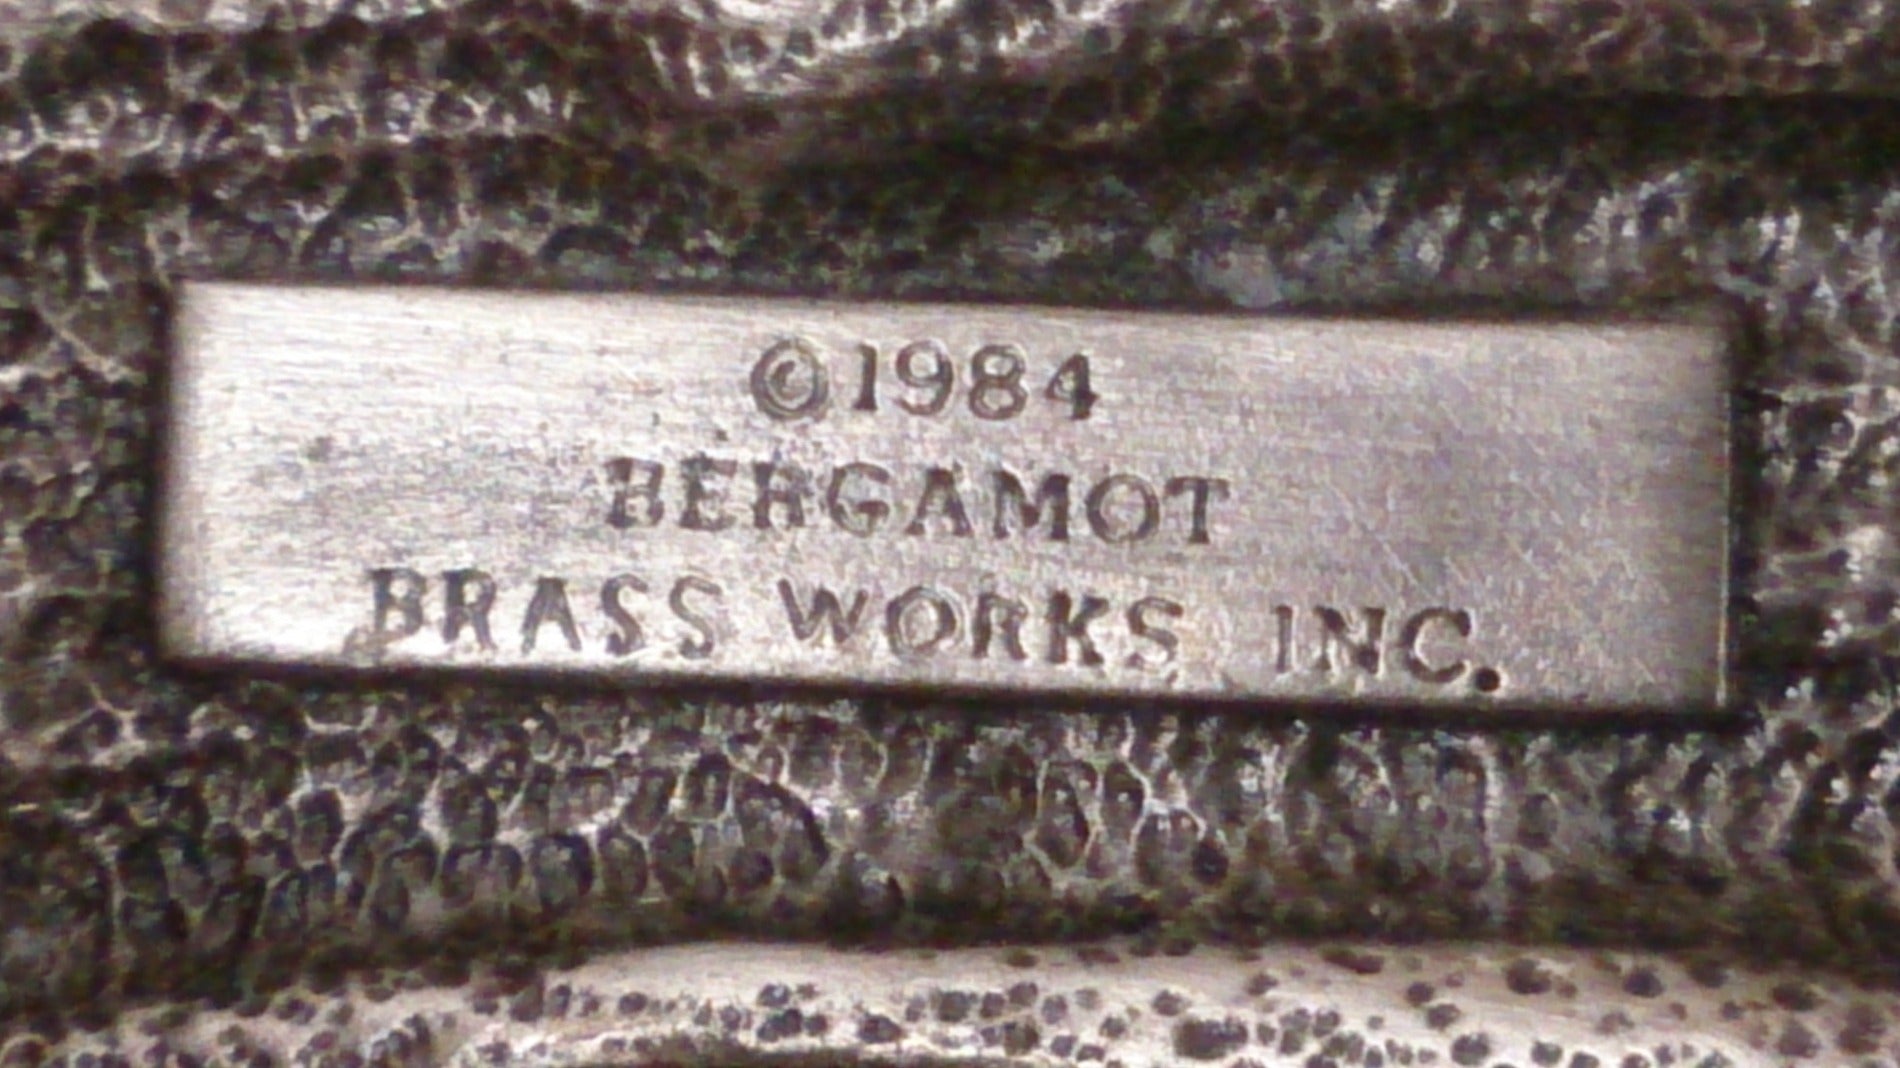 ©1984
BERGAMOT
BRASS WORKS, INC.